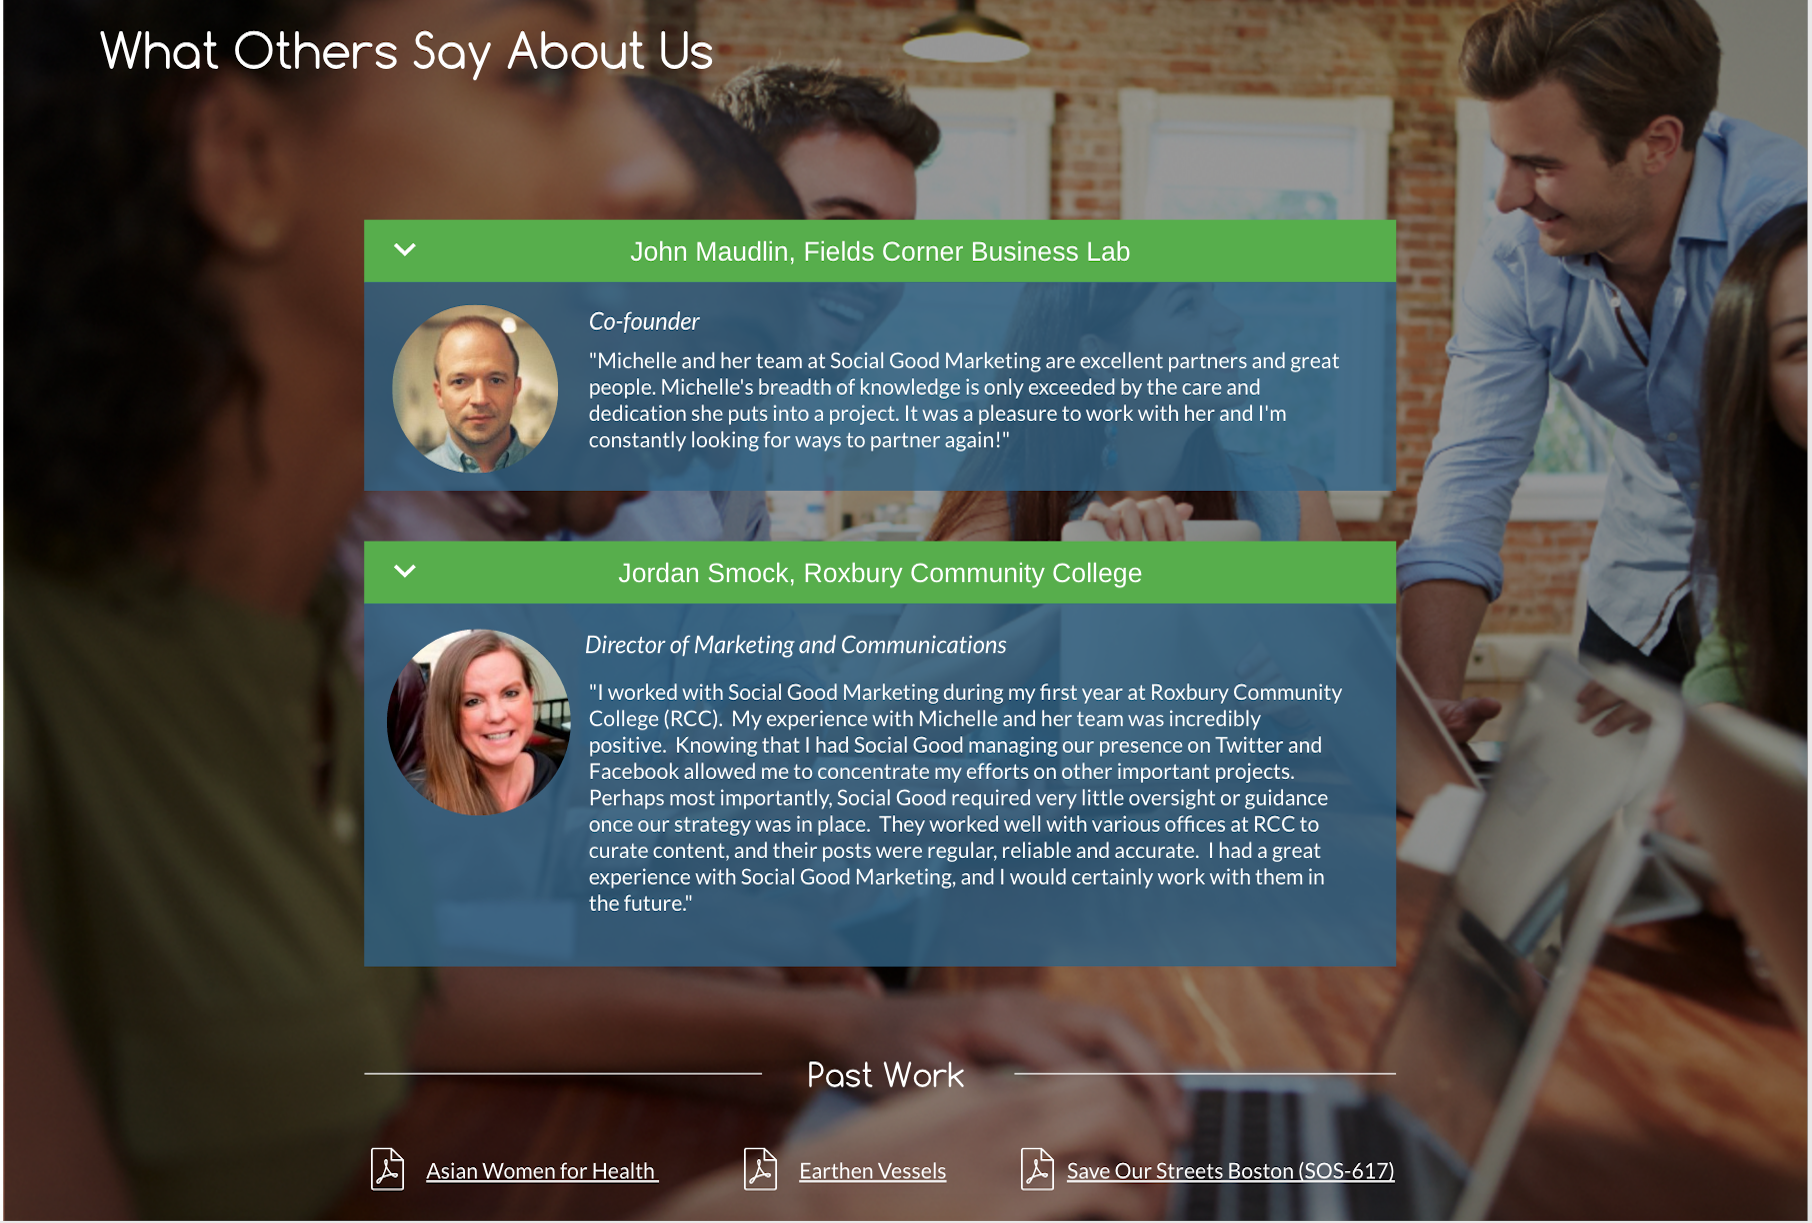 What Others Say About Us
John Maudlin, Fields Corner Business Lab
Co-founder
"Michelle and her team at Social Good Marketing are excellent partners and great
people. Michelle's breadth of knowledge is only exceeded by the care and
dedication she puts into a project. It was a pleasure to work with her and I'm
constantly looking for ways to partner again!"
Jordan Smock, Roxbury Community College
Director of Marketing and Communications
"I worked with Social Good Marketing during my first year at Roxbury Community
College (RCC).  My experience with Michelle and her team was incredibly
positive.  Knowing that I had Social Good managing our presence on Twitter and
Facebook allowed me to concentrate my efforts on other important projects.
Perhaps most importantly, Social Good required very little oversight or guidance
once our strategy was in place.  They worked well with various offices at RCC to
curate content, and their posts were regular, reliable and accurate.  I had a great
experience with Social Good Marketing, and I would certainly work with them in
the future."
Past Work
Asian Women for Health
Earthen Vessels
Save Our Streets Boston (SOS-617)